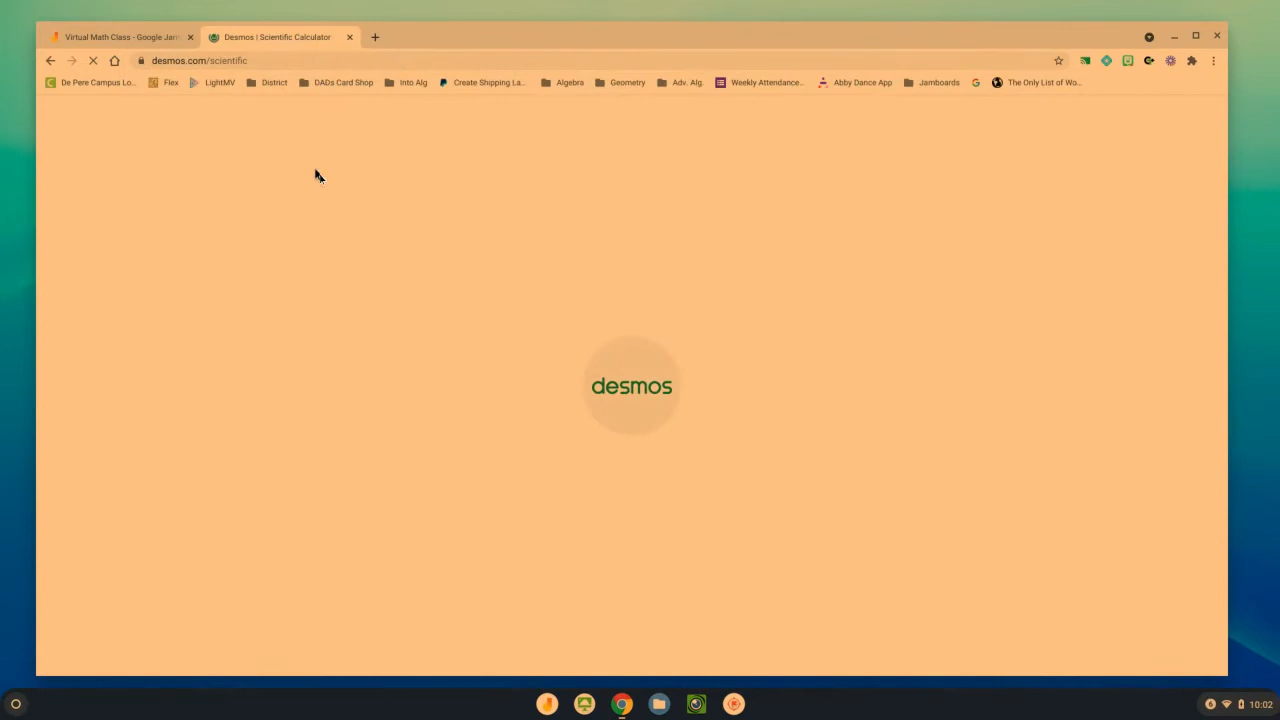 Virtual Math Class - Google Jam
Desmos | Scientific Calculator
desmos.com/scientific
De Pere Campus Lo...
Flex
LightMV
District
DADs Card Shop
Into Alg
Create Shipping La...
Algebra
Geometry
Adv. Alg.
Weekly Attendance...
Abby Dance App
Jamboards
The Only List of Wo...
desmos
6
10:02